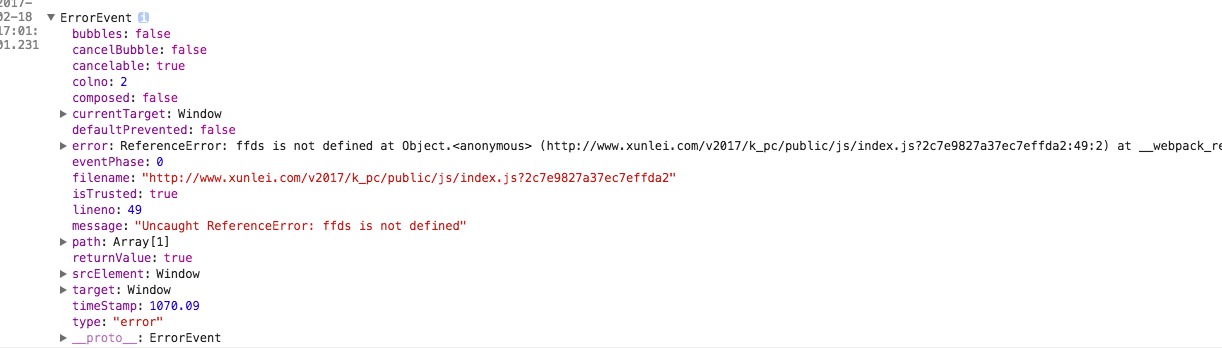 2017-
02-18
17:01:
01.231
▼ ErrorEvent i
bubbles: false
cancelBubble: false
cancelable: true
colno: 2
composed: false
▶ currentTarget: Window
defaultPrevented: false
▶ error: ReferenceError: ffds is not defined at Object.<anonymous> (http://www.xunlei.com/v2017/k_pc/public/js/index.js?2c7e9827a37ec7effda2:49:2) at __webpack_re
eventPhase: 0
filename: "http://www.xunlei.com/v2017/k_pc/public/js/index.js?2c7e9827a37ec7effda2"
isTrusted: true
lineno: 49
message: "Uncaught ReferenceError: ffds is not defined"
▶ path: Array[1]
returnValue: true
▶ srcElement: Window
▶ target: Window
timeStamp: 1070.09
type: "error"
▶ __proto__: ErrorEvent